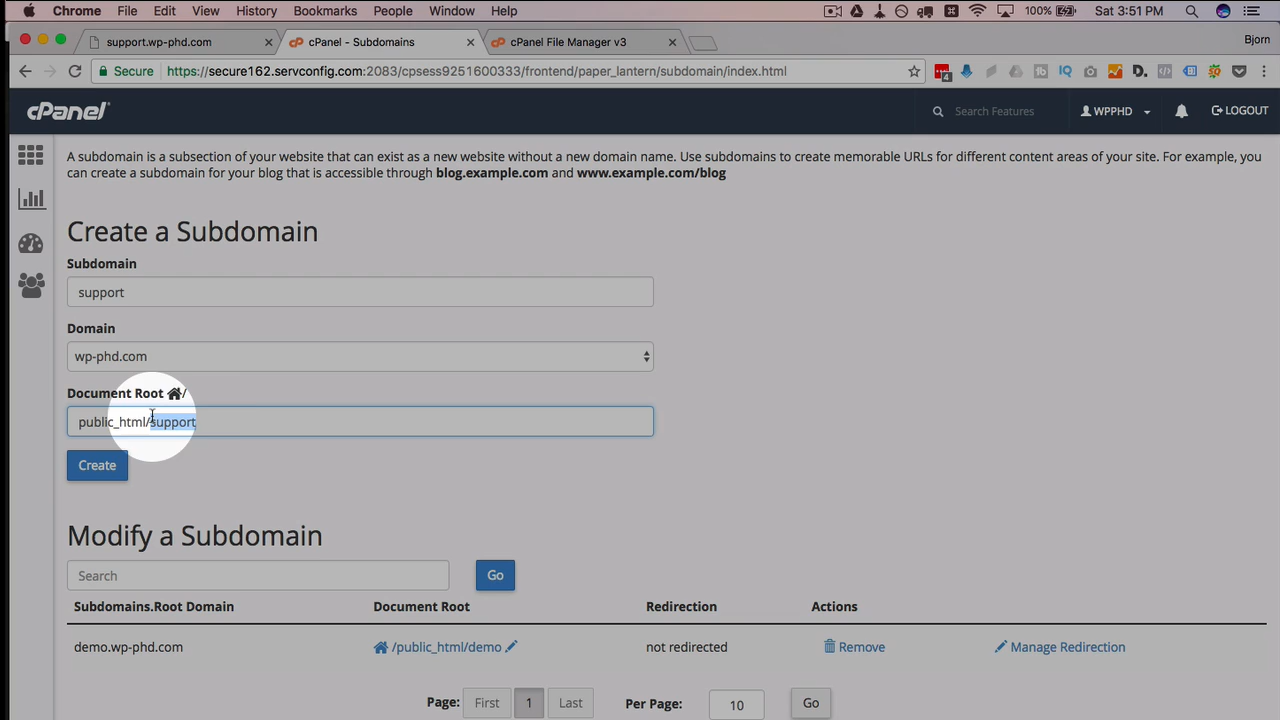 Chrome File Edit View History Bookmarks People Window Help 100% Sat 3:51 PM
support.wp-phd.com cPanel - Subdomains cPanel File Manager v3 Bjorn
Secure https://secure162.servconfig.com:2083/cpsess9251600333/frontend/paper_lantern/subdomain/index.html 4 D.
cPanel Search Features WPPHD LOGOUT
A subdomain is a subsection of your website that can exist as a new website without a new domain name. Use subdomains to create memorable URLs for different content areas of your site. For example, you
can create a subdomain for your blog that is accessible through blog.example.com and www.example.com/blog
Create a Subdomain
Subdomain
support
Domain
wp-phd.com
Document Root /
public_html/support
Create
Modify a Subdomain
Search Go
Subdomains.Root Domain Document Root Redirection Actions
demo.wp-phd.com /public_html/demo not redirected Remove Manage Redirection
Page: First 1 Last Per Page: 10 Go